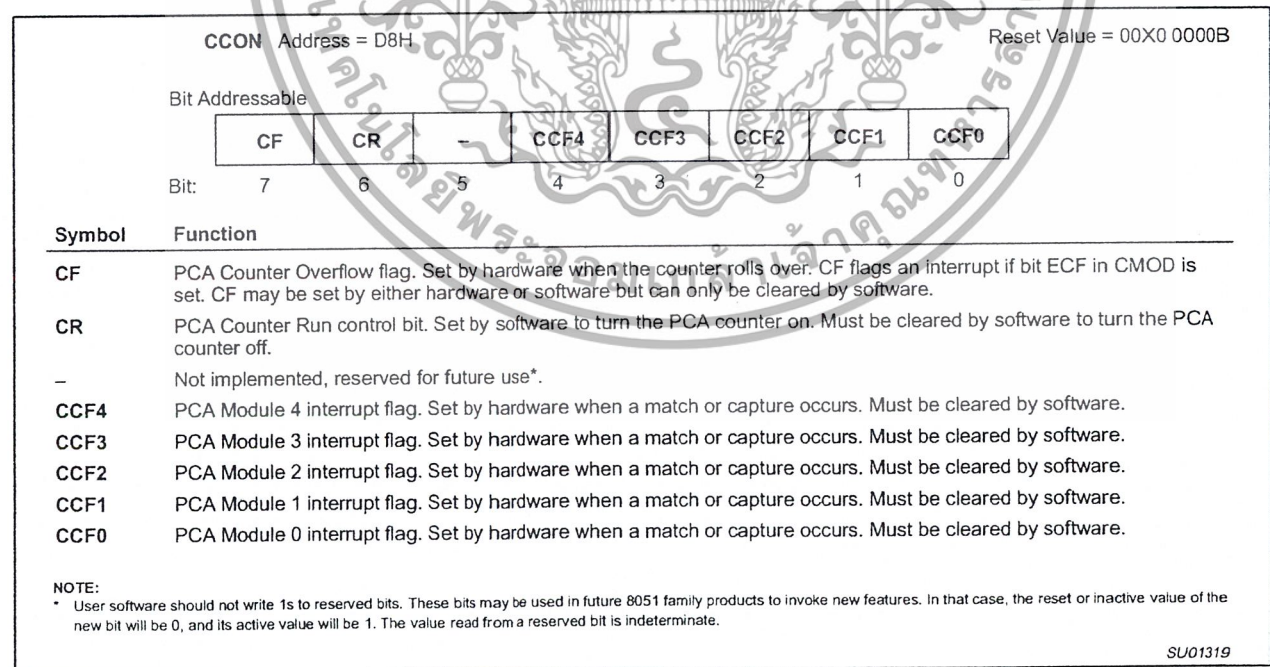 CCON Address = D8H Reset Value = 00X0 0000B
Bit Addressable
CF CR – CCF4 CCF3 CCF2 CCF1 CCF0
Bit: 7 6 5 4 3 2 1 0
Symbol Function
CF PCA Counter Overflow flag. Set by hardware when the counter rolls over. CF flags an interrupt if bit ECF in CMOD is
set. CF may be set by either hardware or software but can only be cleared by software.
CR PCA Counter Run control bit. Set by software to turn the PCA counter on. Must be cleared by software to turn the PCA
counter off.
– Not implemented, reserved for future use*.
CCF4 PCA Module 4 interrupt flag. Set by hardware when a match or capture occurs. Must be cleared by software.
CCF3 PCA Module 3 interrupt flag. Set by hardware when a match or capture occurs. Must be cleared by software.
CCF2 PCA Module 2 interrupt flag. Set by hardware when a match or capture occurs. Must be cleared by software.
CCF1 PCA Module 1 interrupt flag. Set by hardware when a match or capture occurs. Must be cleared by software.
CCF0 PCA Module 0 interrupt flag. Set by hardware when a match or capture occurs. Must be cleared by software.
NOTE:
* User software should not write 1s to reserved bits. These bits may be used in future 8051 family products to invoke new features. In that case, the reset or inactive value of the
new bit will be 0, and its active value will be 1. The value read from a reserved bit is indeterminate.
SU01319